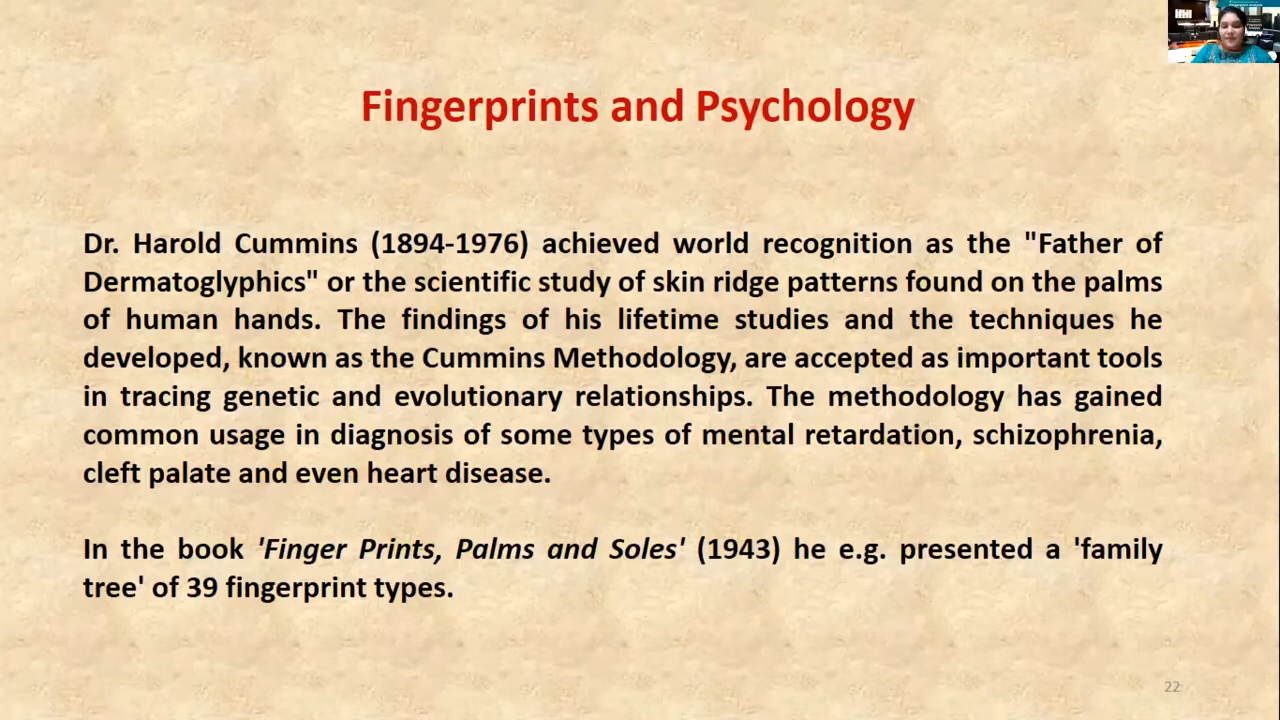 Fingerprints and Psychology
Dr. Harold Cummins (1894-1976) achieved world recognition as the "Father of
Dermatoglyphics" or the scientific study of skin ridge patterns found on the palms
of human hands. The findings of his lifetime studies and the techniques he
developed, known as the Cummins Methodology, are accepted as important tools
in tracing genetic and evolutionary relationships. The methodology has gained
common usage in diagnosis of some types of mental retardation, schizophrenia,
cleft palate and even heart disease.
In the book 'Finger Prints, Palms and Soles' (1943) he e.g. presented a 'family
tree' of 39 fingerprint types.
22